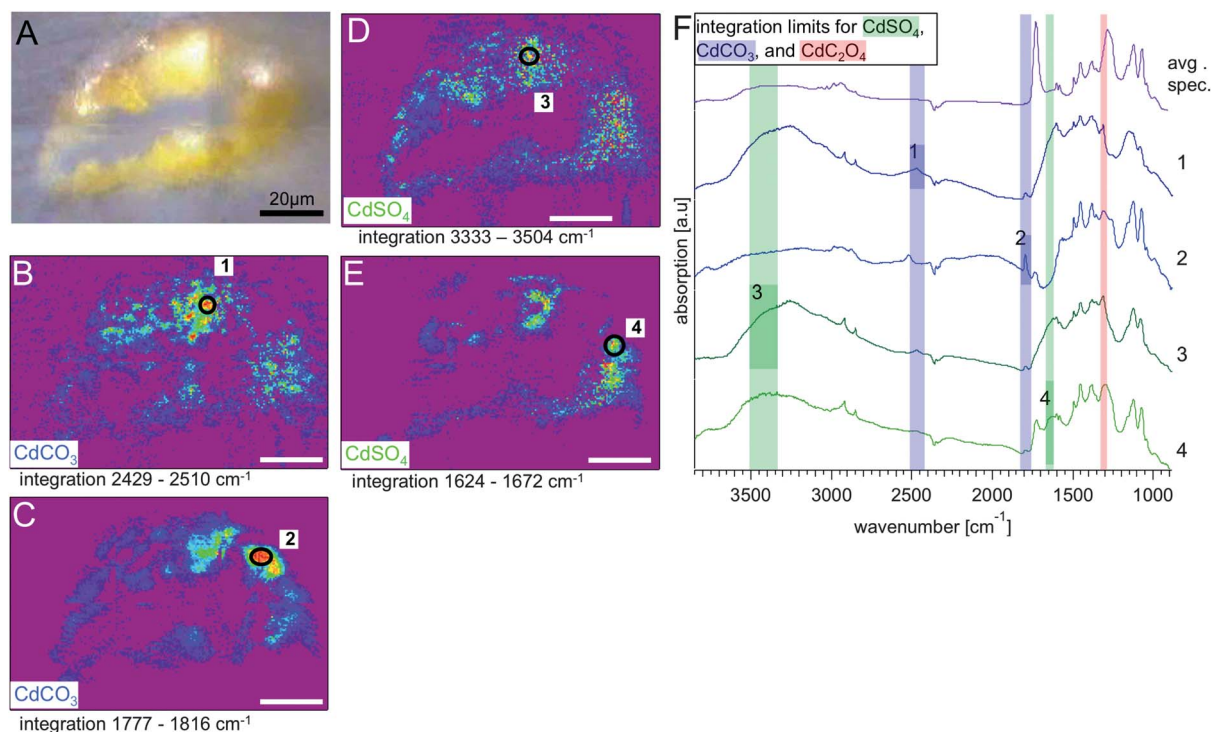 A
20μm
B
1
CdCO3
integration 2429 - 2510 cm-1
C
2
CdCO3
integration 1777 - 1816 cm-1
D
3
CdSO4
integration 3333 – 3504 cm-1
E
4
CdSO4
integration 1624 - 1672 cm-1
F
integration limits for CdSO4,
CdCO3, and CdC2O4
avg .
spec.
1
1
2
2
3
3
4
4
absorption [a.u]
3500 3000 2500 2000 1500 1000
wavenumber [cm-1]